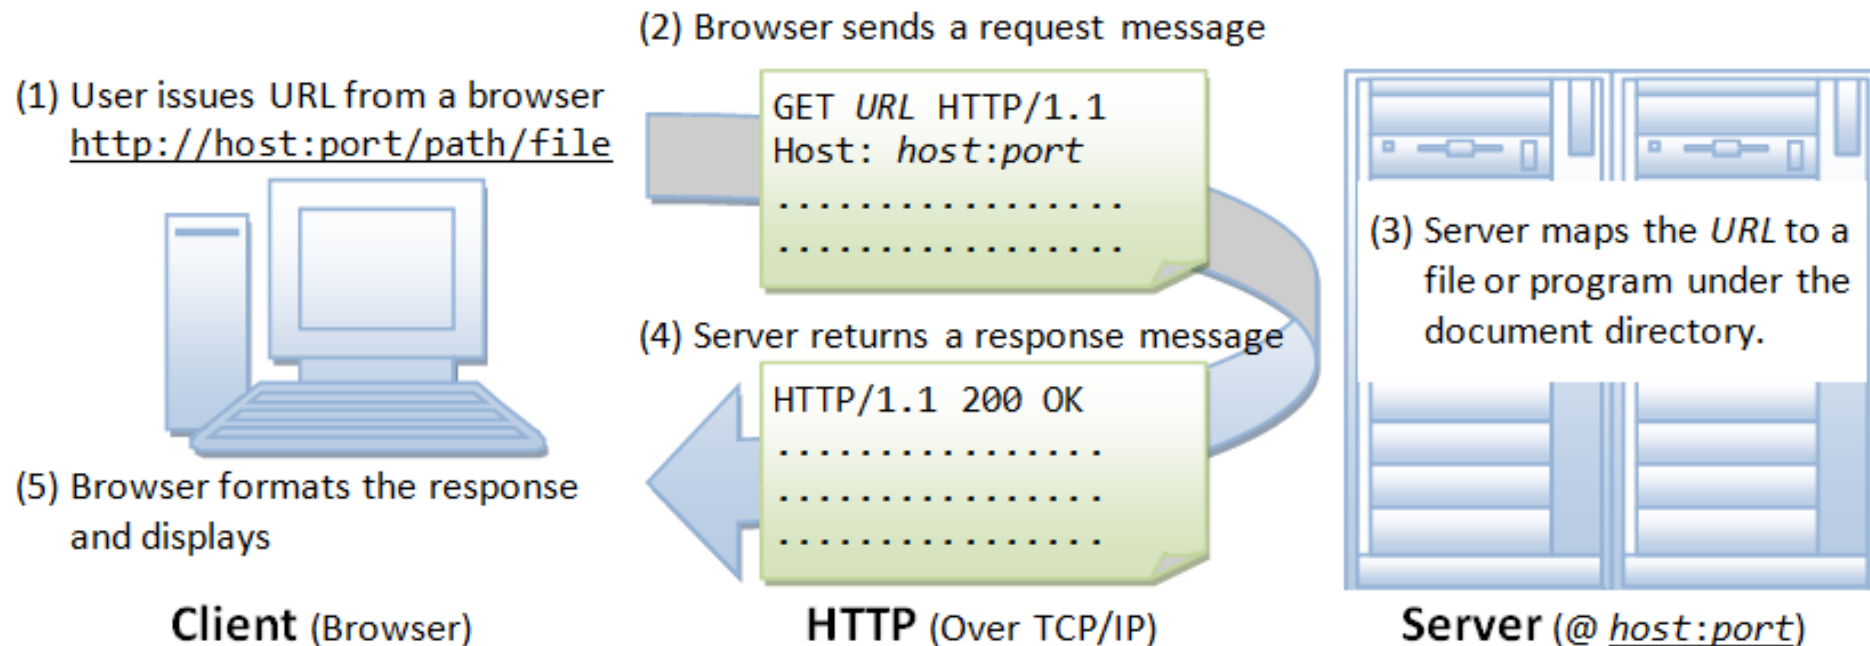 (1) User issues URL from a browser
http://host:port/path/file
(2) Browser sends a request message
GET URL HTTP/1.1
Host: host:port
..................
..................
(3) Server maps the URL to a
file or program under the
document directory.
(4) Server returns a response message
HTTP/1.1 200 OK
................
................
................
(5) Browser formats the response
and displays
Client (Browser)
HTTP (Over TCP/IP)
Server (@ host:port)